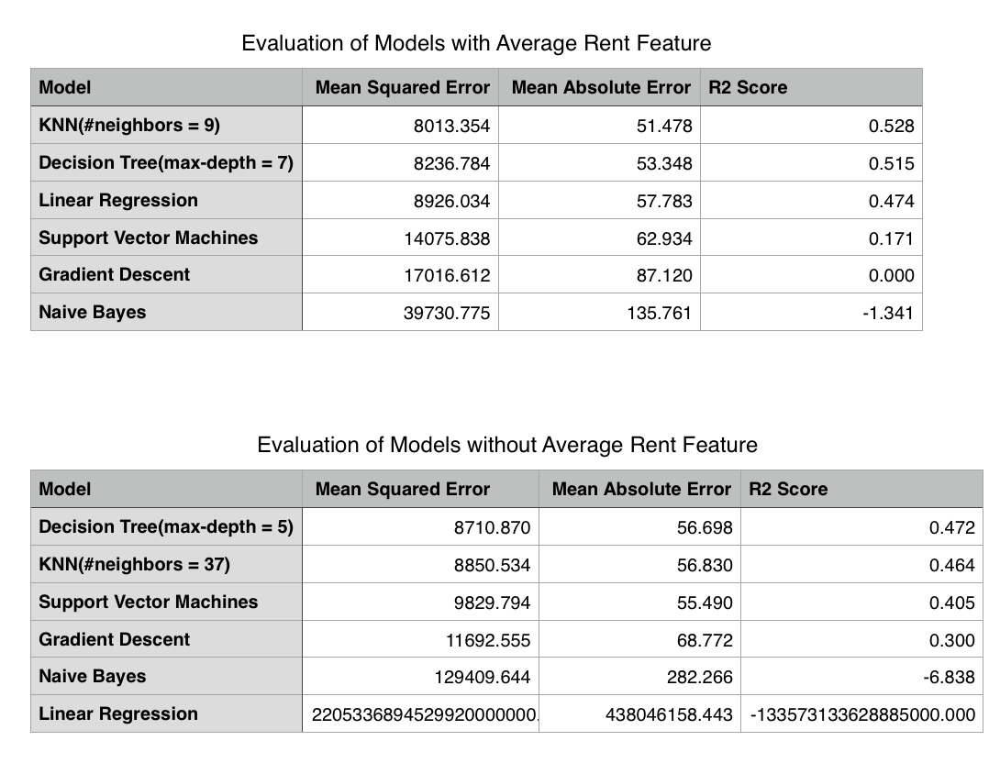 Evaluation of Models with Average Rent Feature
Model Mean Squared Error Mean Absolute Error R2 Score
KNN(#neighbors = 9) 8013.354 51.478 0.528
Decision Tree(max-depth = 7) 8236.784 53.348 0.515
Linear Regression 8926.034 57.783 0.474
Support Vector Machines 14075.838 62.934 0.171
Gradient Descent 17016.612 87.120 0.000
Naive Bayes 39730.775 135.761 -1.341
Evaluation of Models without Average Rent Feature
Model Mean Squared Error Mean Absolute Error R2 Score
Decision Tree(max-depth = 5) 8710.870 56.698 0.472
KNN(#neighbors = 37) 8850.534 56.830 0.464
Support Vector Machines 9829.794 55.490 0.405
Gradient Descent 11692.555 68.772 0.300
Naive Bayes 129409.644 282.266 -6.838
Linear Regression 2205336894529920000000. 438046158.443 -133573133628885000.000